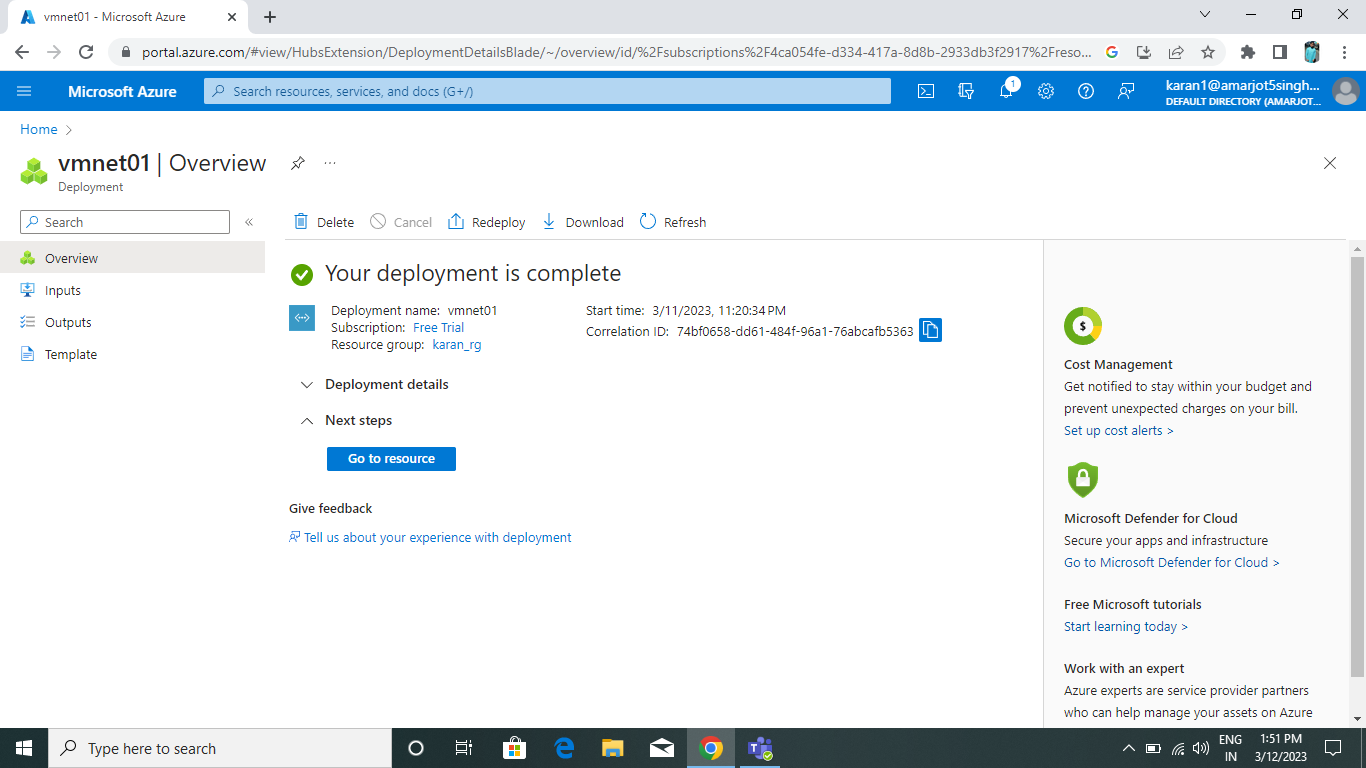 vmnet01 - Microsoft Azure
portal.azure.com/#view/HubsExtension/DeploymentDetailsBlade/~/overview/id/%2Fsubscriptions%2F4ca054fe-d334-417a-8d8b-2933db3f2917%2Freso...
Microsoft Azure
Search resources, services, and docs (G+/)
1
karan1@amarjot5singh...
DEFAULT DIRECTORY (AMARJOT...
Home
vmnet01 | Overview
Deployment
Search
Overview
Inputs
Outputs
Template
Delete
Cancel
Redeploy
Download
Refresh
Your deployment is complete
Deployment name: vmnet01
Subscription: Free Trial
Resource group: karan_rg
Start time: 3/11/2023, 11:20:34 PM
Correlation ID: 74bf0658-dd61-484f-96a1-76abcafb5363
Deployment details
Next steps
Go to resource
Give feedback
Tell us about your experience with deployment
$
Cost Management
Get notified to stay within your budget and
prevent unexpected charges on your bill.
Set up cost alerts >
Microsoft Defender for Cloud
Secure your apps and infrastructure
Go to Microsoft Defender for Cloud >
Free Microsoft tutorials
Start learning today >
Work with an expert
Azure experts are service provider partners
who can help manage your assets on Azure
Type here to search
ENG
IN
1:51 PM
3/12/2023